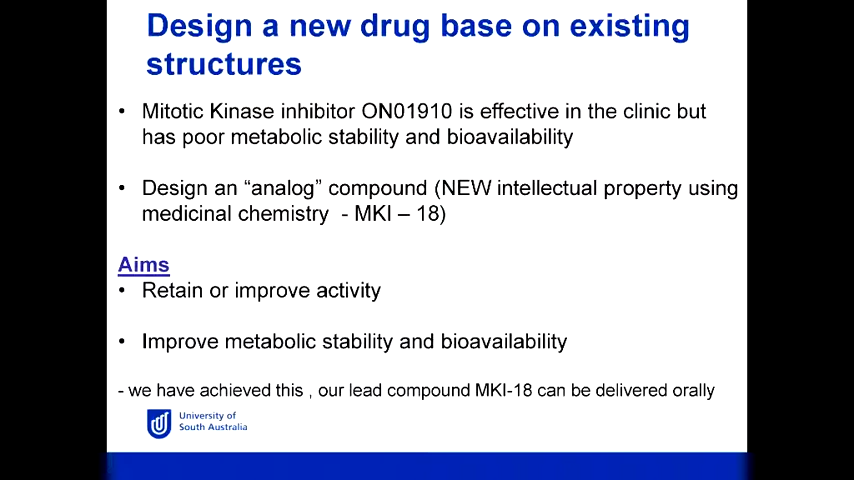 Design a new drug base on existing
structures
• Mitotic Kinase inhibitor ON01910 is effective in the clinic but
has poor metabolic stability and bioavailability
• Design an “analog” compound (NEW intellectual property using
medicinal chemistry - MKI – 18)
Aims
• Retain or improve activity
• Improve metabolic stability and bioavailability
- we have achieved this , our lead compound MKI-18 can be delivered orally
University of
South Australia